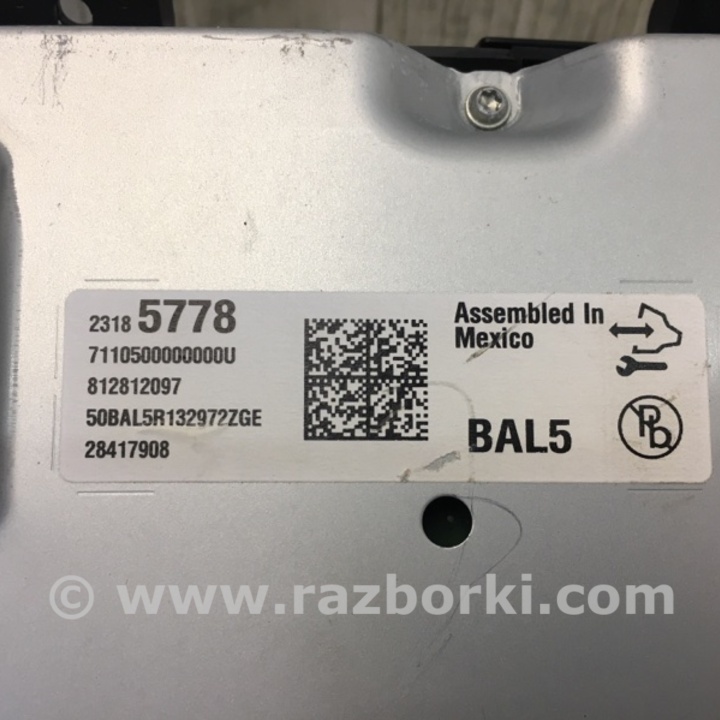 2318 5778
7110500000000U
812812097
50BAL5R132972ZGE
28417908
Assembled In
Mexico
BAL5
Pb
© www.razborki.com